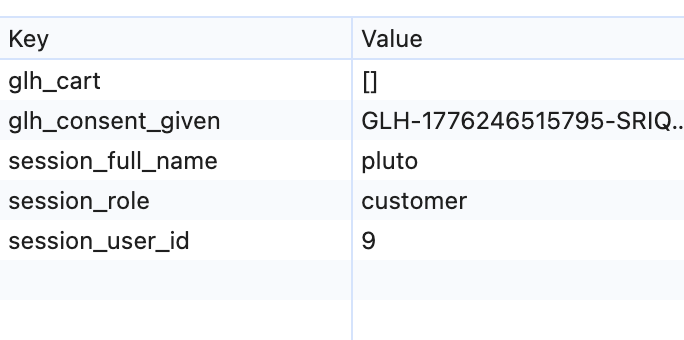 Key Value
glh_cart []
glh_consent_given GLH-1776246515795-SRIQ...
session_full_name pluto
session_role customer
session_user_id 9